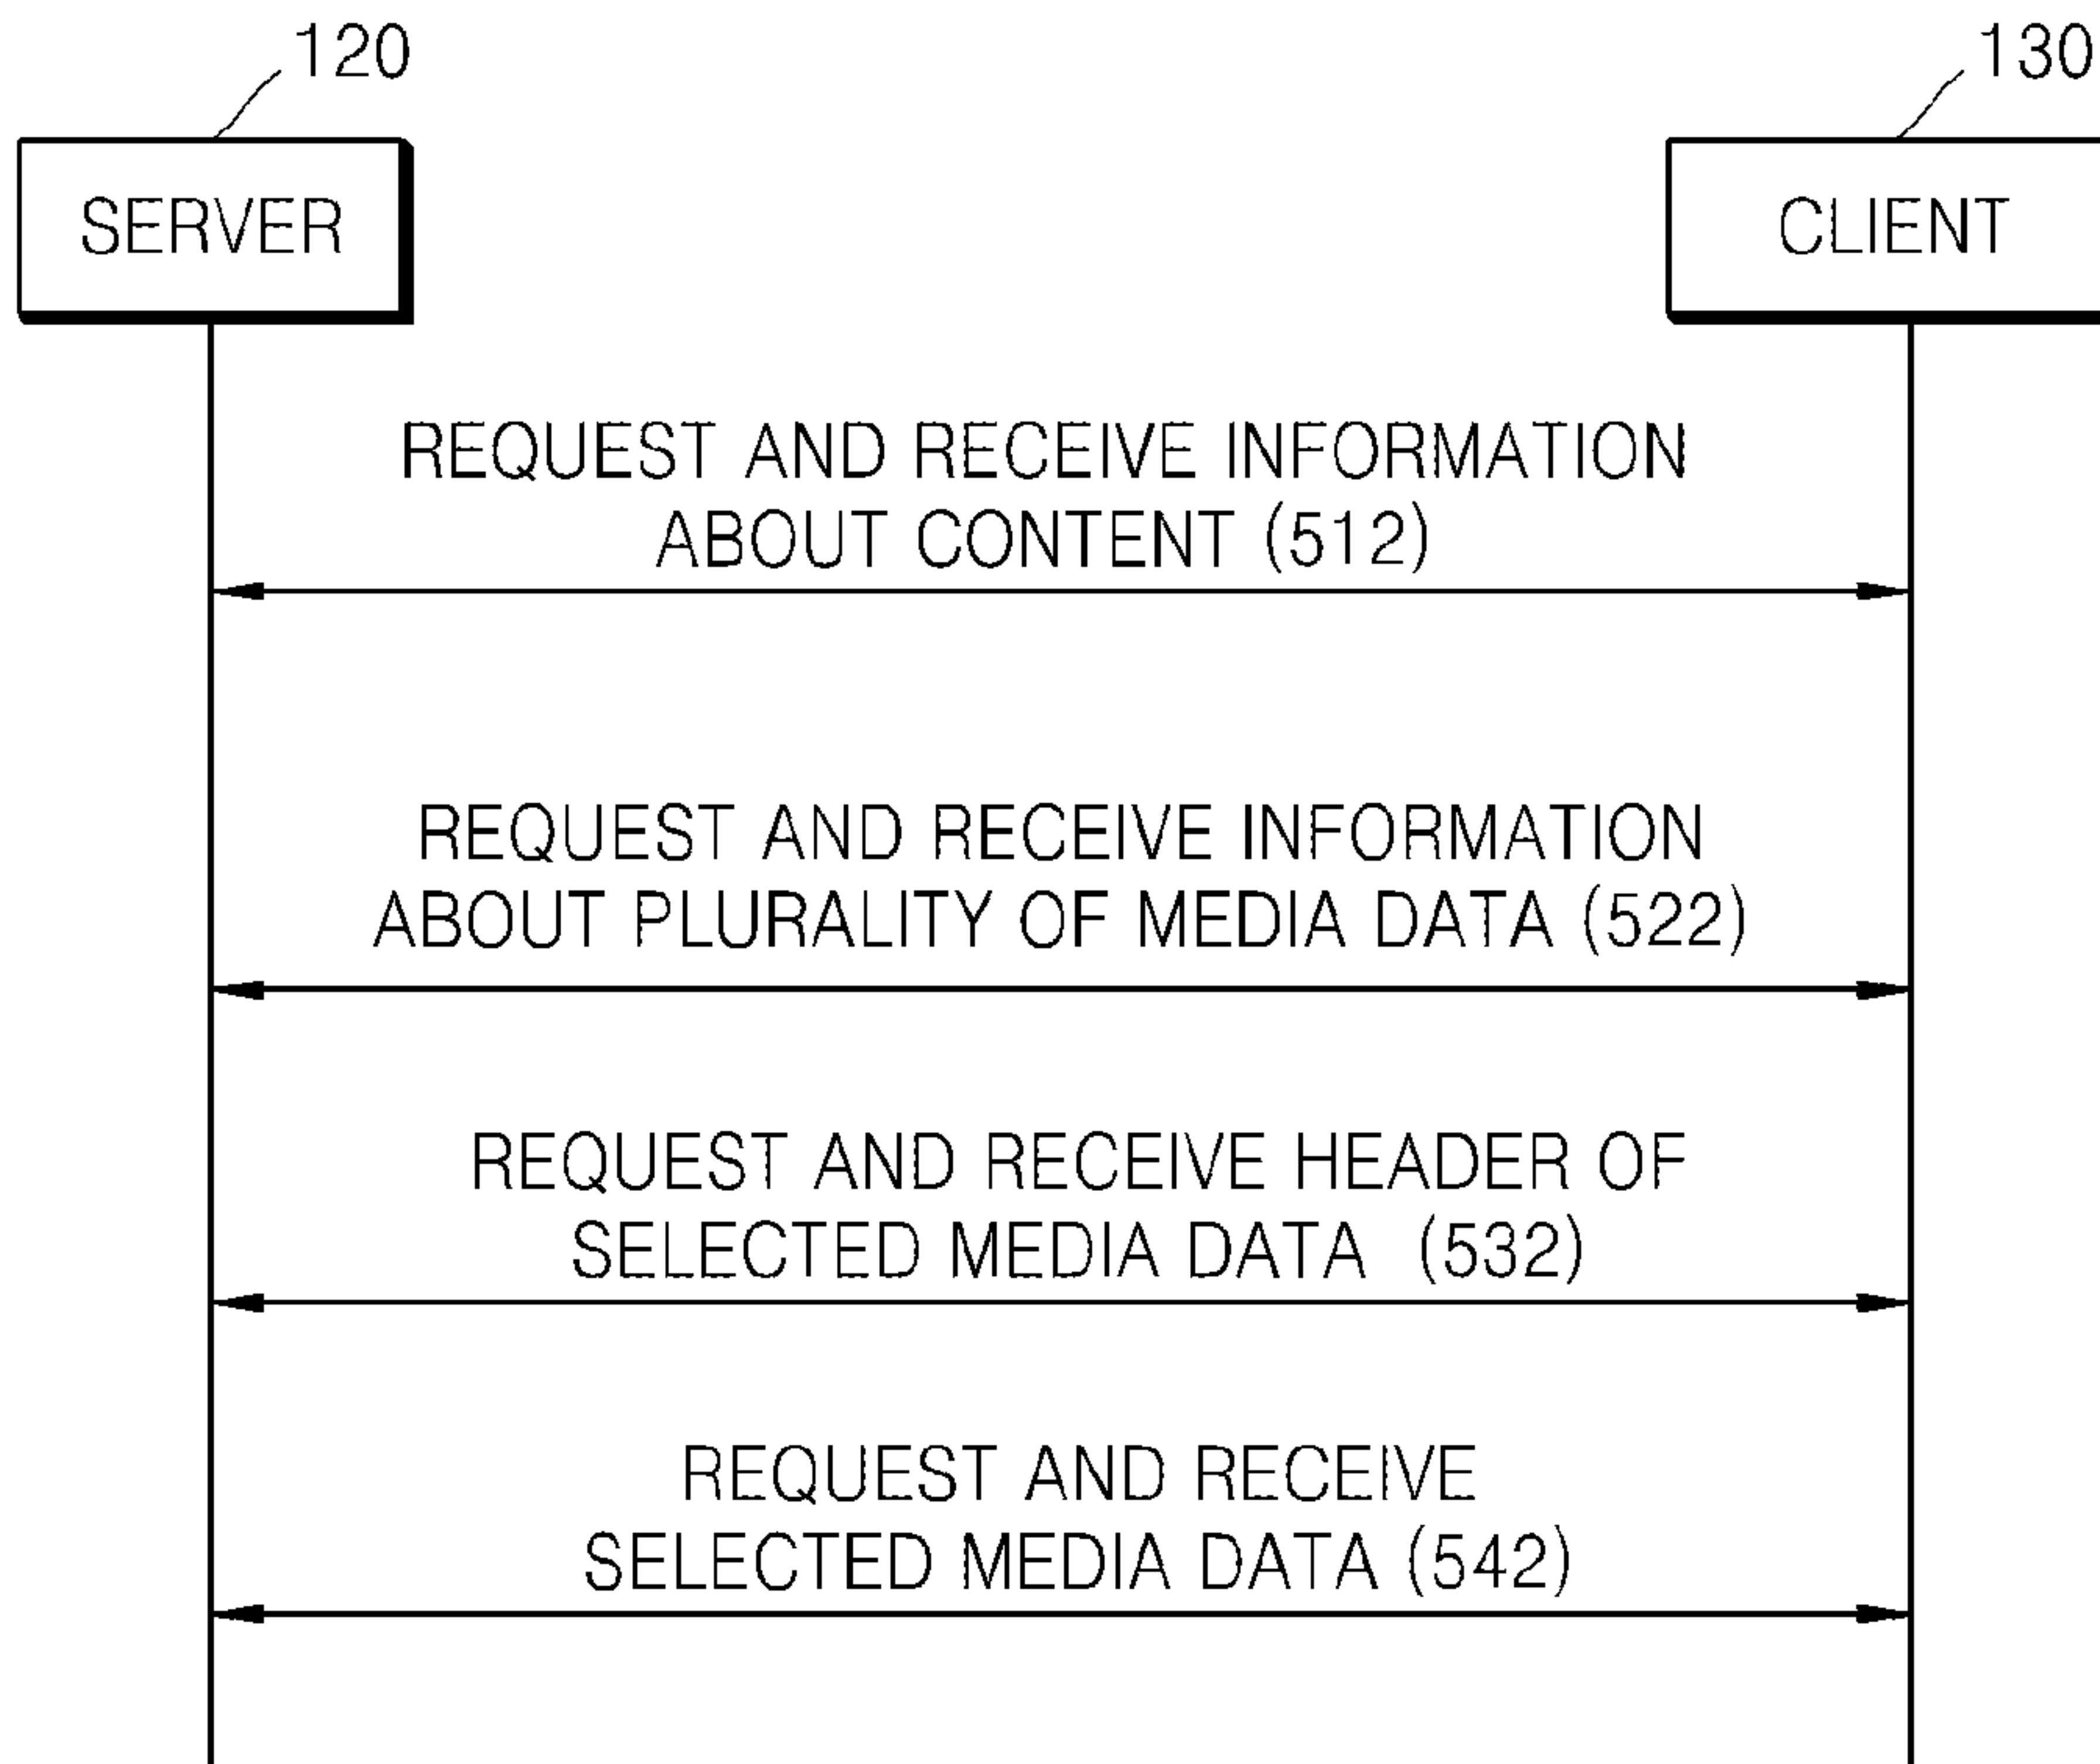 120
130
SERVER
CLIENT
REQUEST AND RECEIVE INFORMATION
ABOUT CONTENT (512)
REQUEST AND RECEIVE INFORMATION
ABOUT PLURALITY OF MEDIA DATA (522)
REQUEST AND RECEIVE HEADER OF
SELECTED MEDIA DATA (532)
REQUEST AND RECEIVE
SELECTED MEDIA DATA (542)